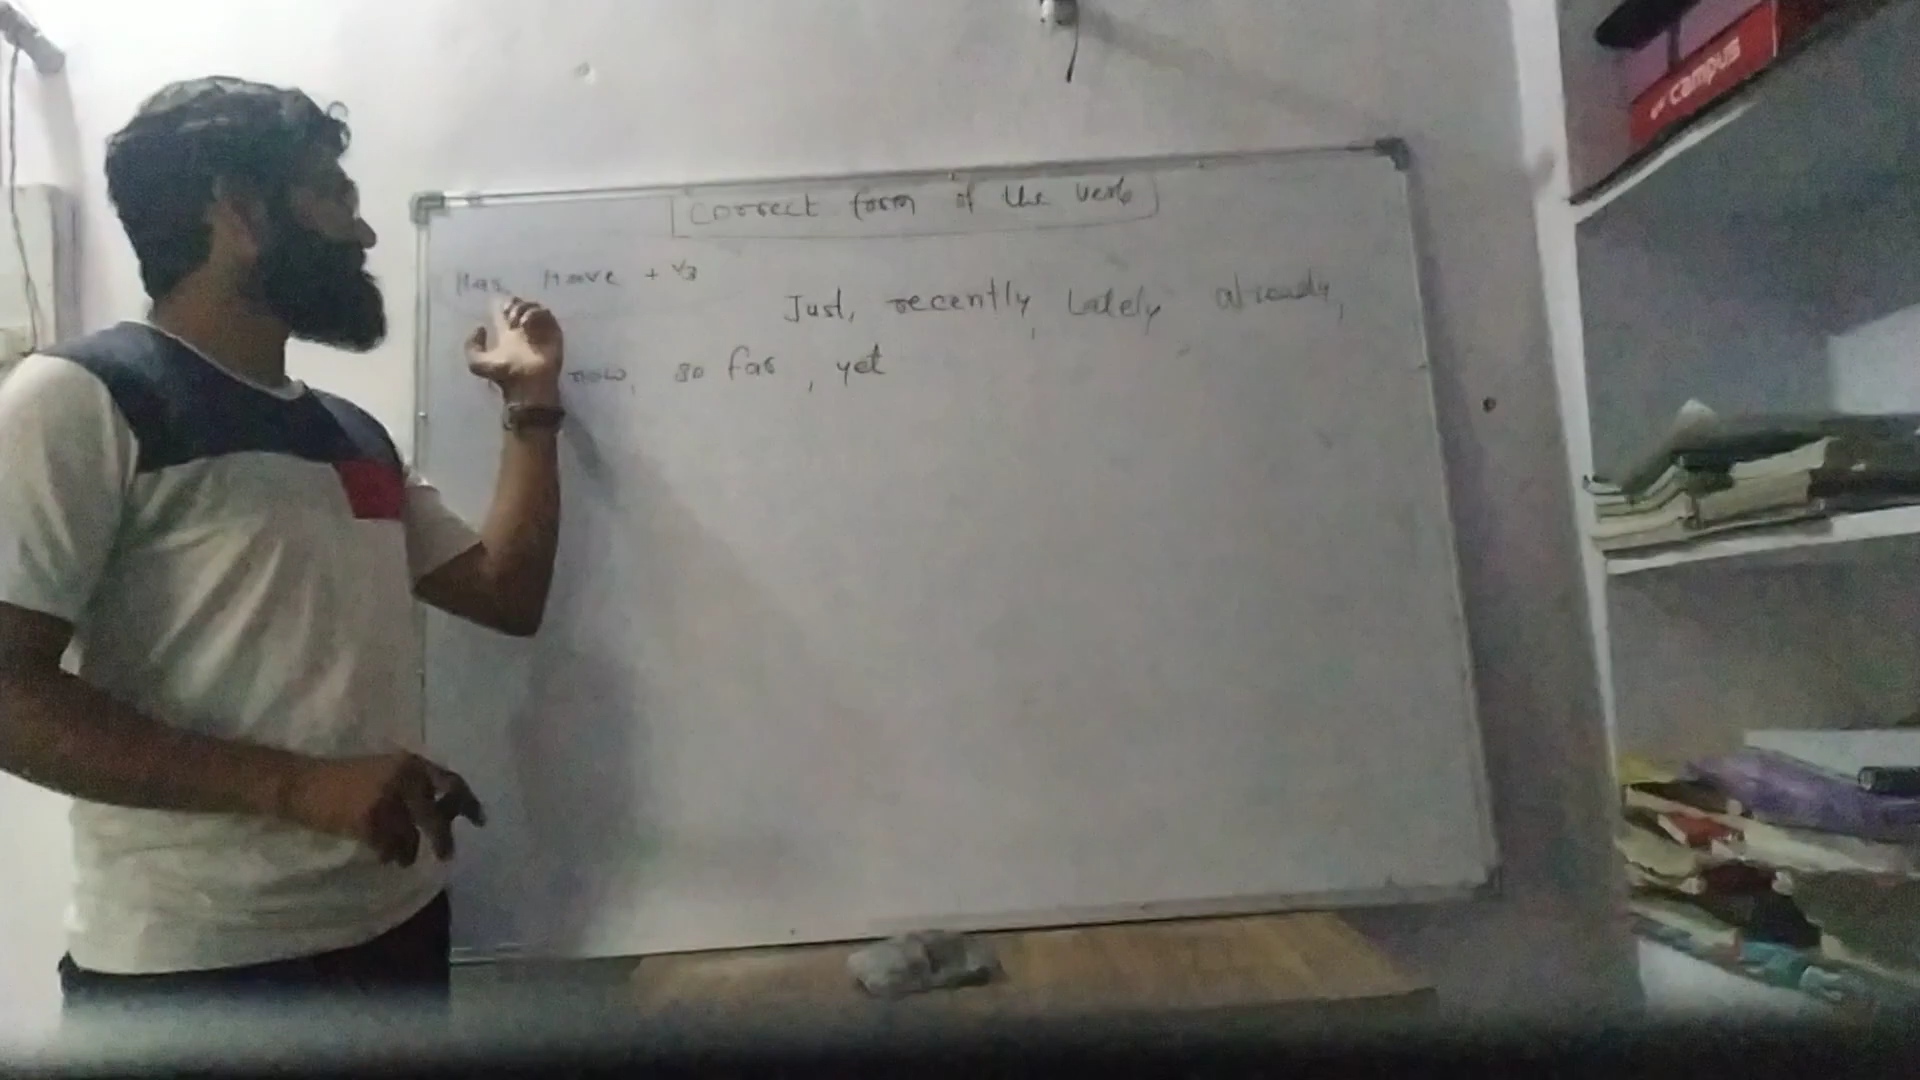 Correct form of the verb
Has, Have + V3
Just, recently, Lately already,
now, so far, yet
campus